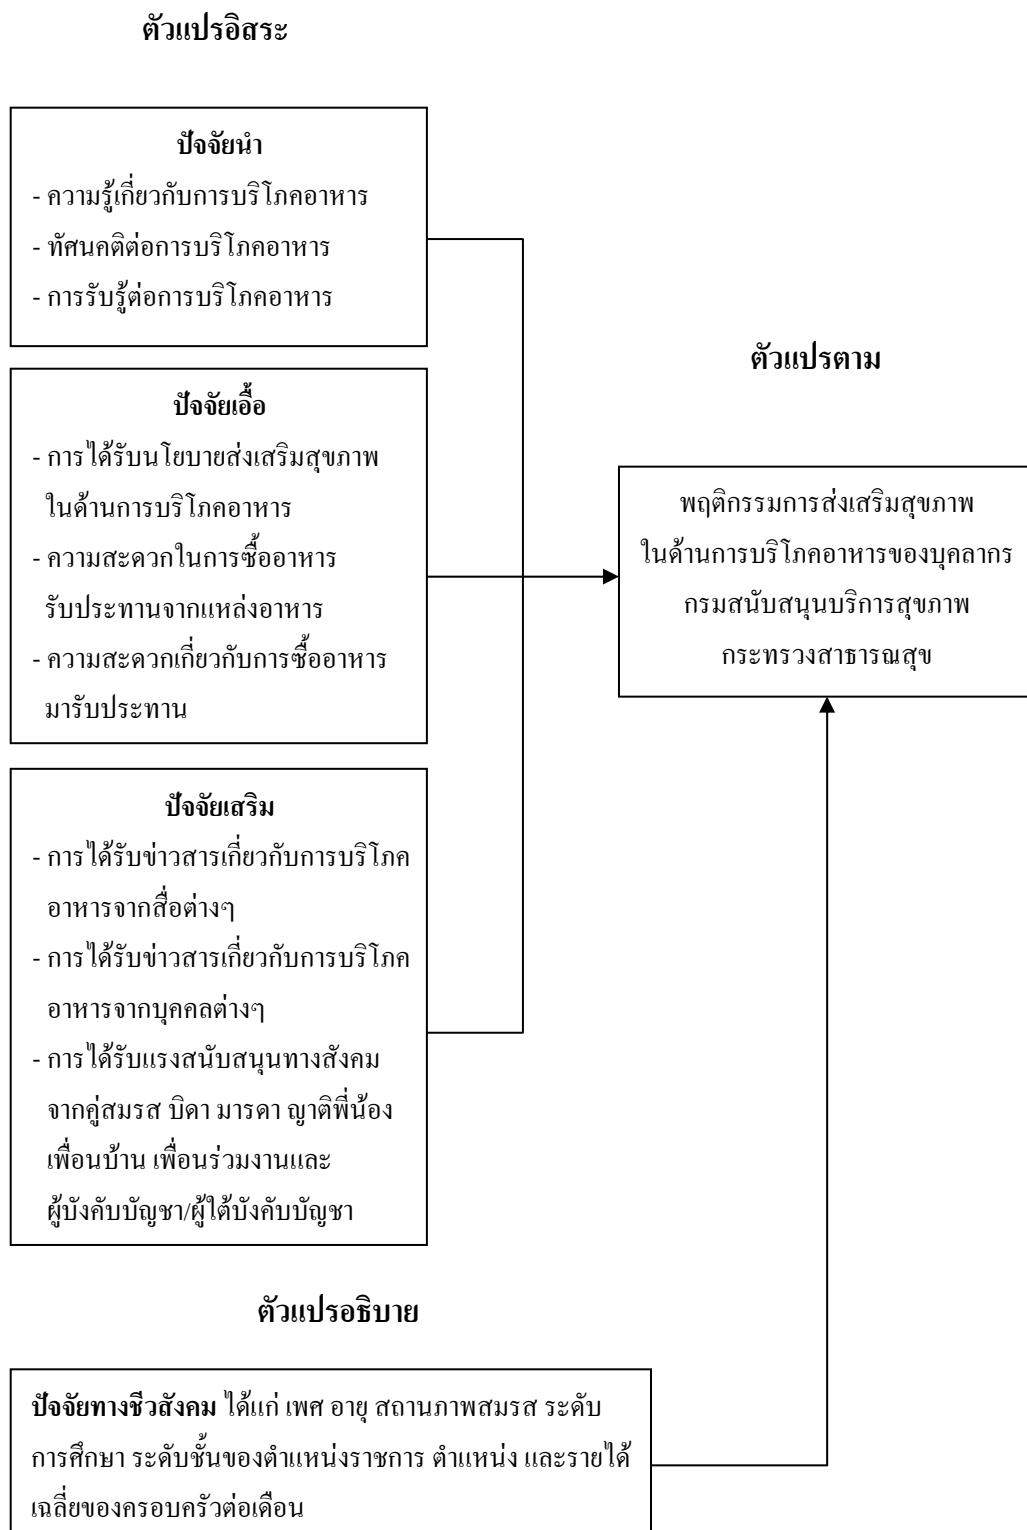 ตัวแปรอิสระ
ปัจจัยนำ
- ความรู้เกี่ยวกับการบริโภคอาหาร
- ทัศนคติต่อการบริโภคอาหาร
- การรับรู้ต่อการบริโภคอาหาร
ปัจจัยเอื้อ
- การได้รับนโยบายส่งเสริมสุขภาพ
ในด้านการบริโภคอาหาร
- ความสะดวกในการซื้ออาหาร
รับประทานจากแหล่งอาหาร
- ความสะดวกเกี่ยวกับการซื้ออาหาร
มารับประทาน
ปัจจัยเสริม
- การได้รับข่าวสารเกี่ยวกับการบริโภค
อาหารจากสื่อต่างๆ
- การได้รับข่าวสารเกี่ยวกับการบริโภค
อาหารจากบุคคลต่างๆ
- การได้รับแรงสนับสนุนทางสังคม
จากคู่สมรส บิดา มารดา ญาติพี่น้อง
เพื่อนบ้าน เพื่อนร่วมงานและ
ผู้บังคับบัญชา/ผู้ใต้บังคับบัญชา
ตัวแปรตาม
พฤติกรรมการส่งเสริมสุขภาพ
ในด้านการบริโภคอาหารของบุคลากร
กรมสนับสนุนบริการสุขภาพ
กระทรวงสาธารณสุข
ตัวแปรอธิบาย
ปัจจัยทางชีวสังคม ได้แก่ เพศ อายุ สถานภาพสมรส ระดับ
การศึกษา ระดับชั้นของตำแหน่งราชการ ตำแหน่ง และรายได้
เฉลี่ยของครอบครัวต่อเดือน